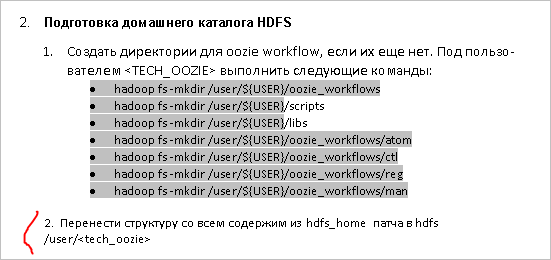 2. Подготовка домашнего каталога HDFS
1. Создать директории для oozie workflow, если их еще нет. Под пользо-
вателем <TECH_OOZIE> выполнить следующие команды:
• hadoop fs-mkdir /user/${USER}/oozie_workflows
• hadoop fs-mkdir /user/${USER}/scripts
• hadoop fs-mkdir /user/${USER}/libs
• hadoop fs-mkdir /user/${USER}/oozie_workflows/atom
• hadoop fs-mkdir /user/${USER}/oozie_workflows/ctl
• hadoop fs-mkdir /user/${USER}/oozie_workflows/reg
• hadoop fs-mkdir /user/${USER}/oozie_workflows/man
2. Перенести структуру со всем содержим из hdfs_home патча в hdfs
/user/<tech_oozie>